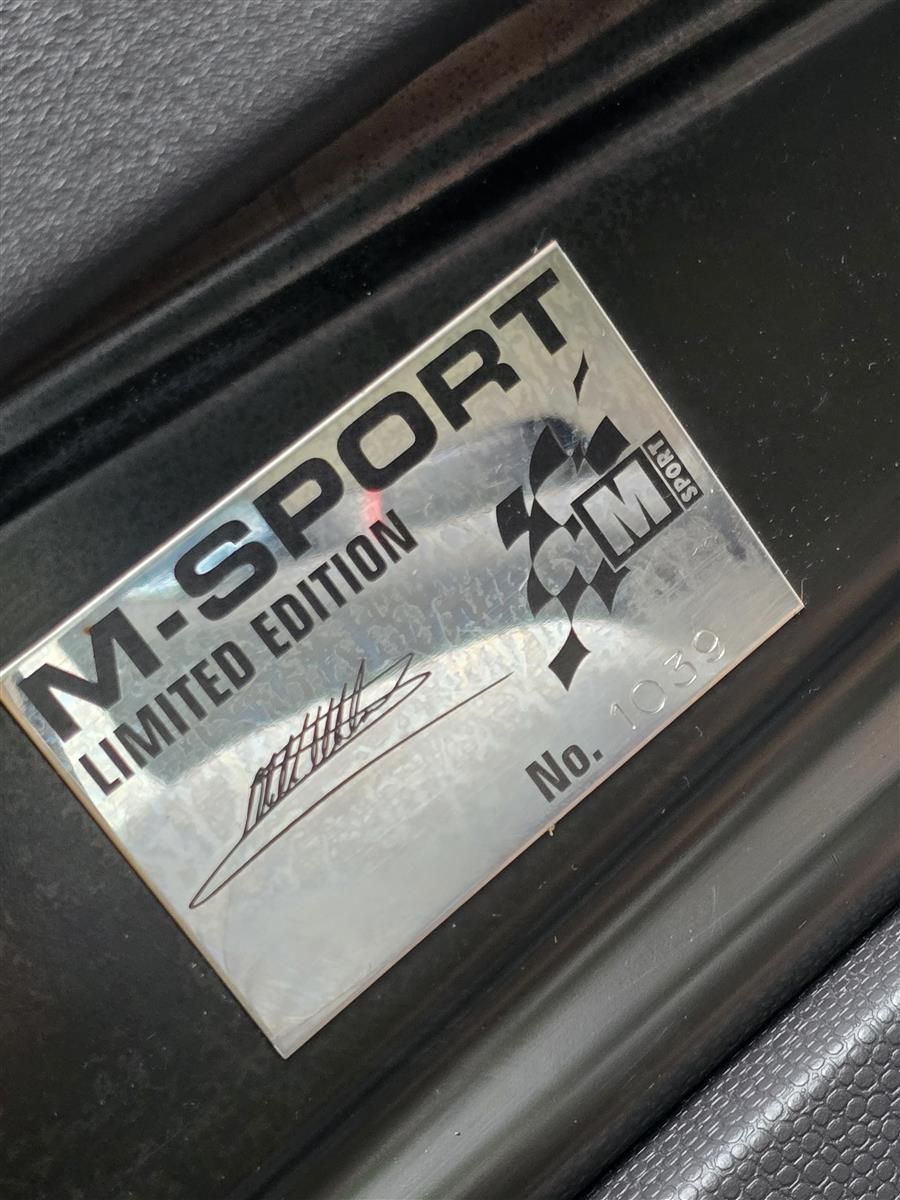 M-SPORT
LIMITED EDITION
M
SPORT
No. 1039